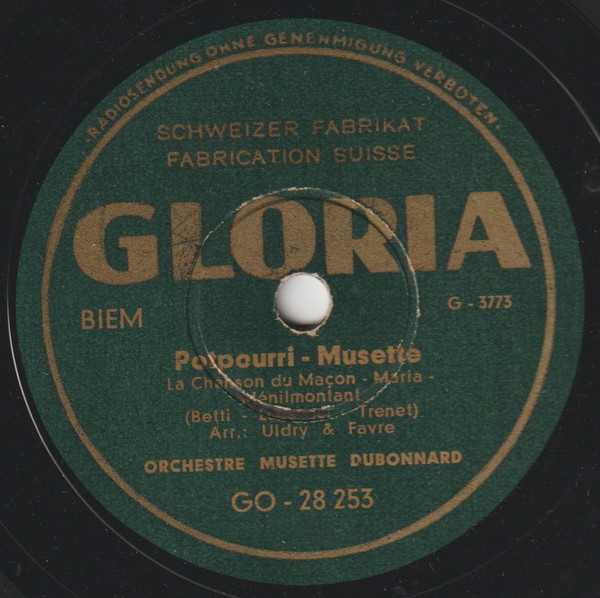 ·RADIOSENDUNG OHNE GENEHMIGUNG VERBOTEN·
SCHWEIZER FABRIKAT
FABRICATION SUISSE
GLORIA
BIEM
G - 3773
Potpourri - Musette
La Chanson du Maçon - Maria -
Ménilmontant
(Betti - - Trenet)
Arr.: Uldry & Favre
ORCHESTRE MUSETTE DUBONNARD
GO - 28 253